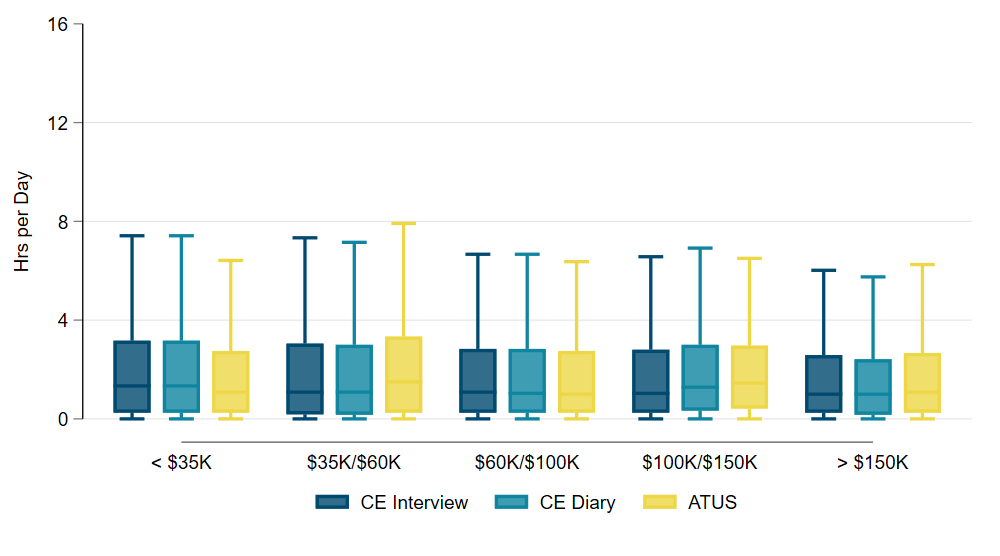 16
12
8
4
0
Hrs per Day
< $35K $35K/$60K $60K/$100K $100K/$150K > $150K
CE Interview CE Diary ATUS